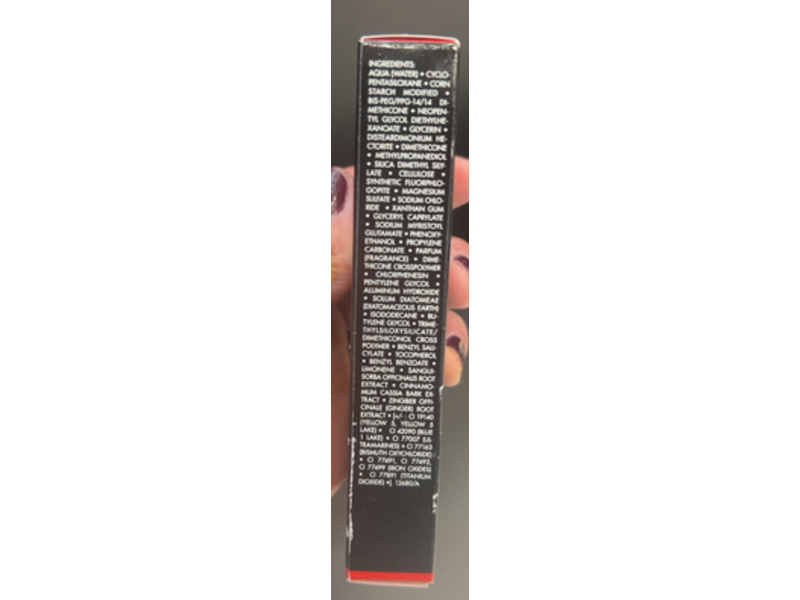 INGREDIENTS:
AQUA (WATER) • CYCLO-
PENTASILOXANE • CORN
STARCH MODIFIED •
BIS-PEG/PPG-14/14 DI-
METHICONE • NEOPEN-
TYL GLYCOL DIETHYLHE-
XANOATE • GLYCERIN •
DISTEARDIMONIUM HE-
CTORITE • DIMETHICONE
• METHYLPROPANEDIOL
• SILICA DIMETHYL SILY-
LATE • CELLULOSE •
SYNTHETIC FLUORPHLO-
GOPITE • MAGNESIUM
SULFATE • SODIUM CHLO-
RIDE • XANTHAN GUM
• GLYCERYL CAPRYLATE
• SODIUM MYRISTOYL
GLUTAMATE • PHENOXY-
ETHANOL • PROPYLENE
CARBONATE • PARFUM
(FRAGRANCE) • DIME-
THICONE CROSSPOLYMER
• CHLORPHENESIN •
PENTYLENE GLYCOL •
ALUMINUM HYDROXIDE
• SOLUM DIATOMEAE
(DIATOMACEOUS EARTH)
• ISODODECANE • BU-
TYLENE GLYCOL • TRIME-
THYLSILOXYSILICATE/
DIMETHICONOL CROSS
POLYMER • BENZYL SALI-
CYLATE • TOCOPHEROL
• BENZYL BENZOATE •
LIMONENE • SANGUI-
SORBA OFFICINALIS ROOT
EXTRACT • CINNAMO-
MUM CASSIA BARK EX-
TRACT • ZINGIBER OFFI-
CINALE (GINGER) ROOT
EXTRACT • [+/- : CI 19140
(YELLOW 5, YELLOW 5
LAKE) • CI 42090 (BLUE
1 LAKE) • CI 77007 (UL-
TRAMARINES) • CI 77163
(BISMUTH OXYCHLORIDE)
• CI 77491, CI 77492,
CI 77499 (IRON OXIDES)
• CI 77891 (TITANIUM
DIOXIDE) •]. 13680/A